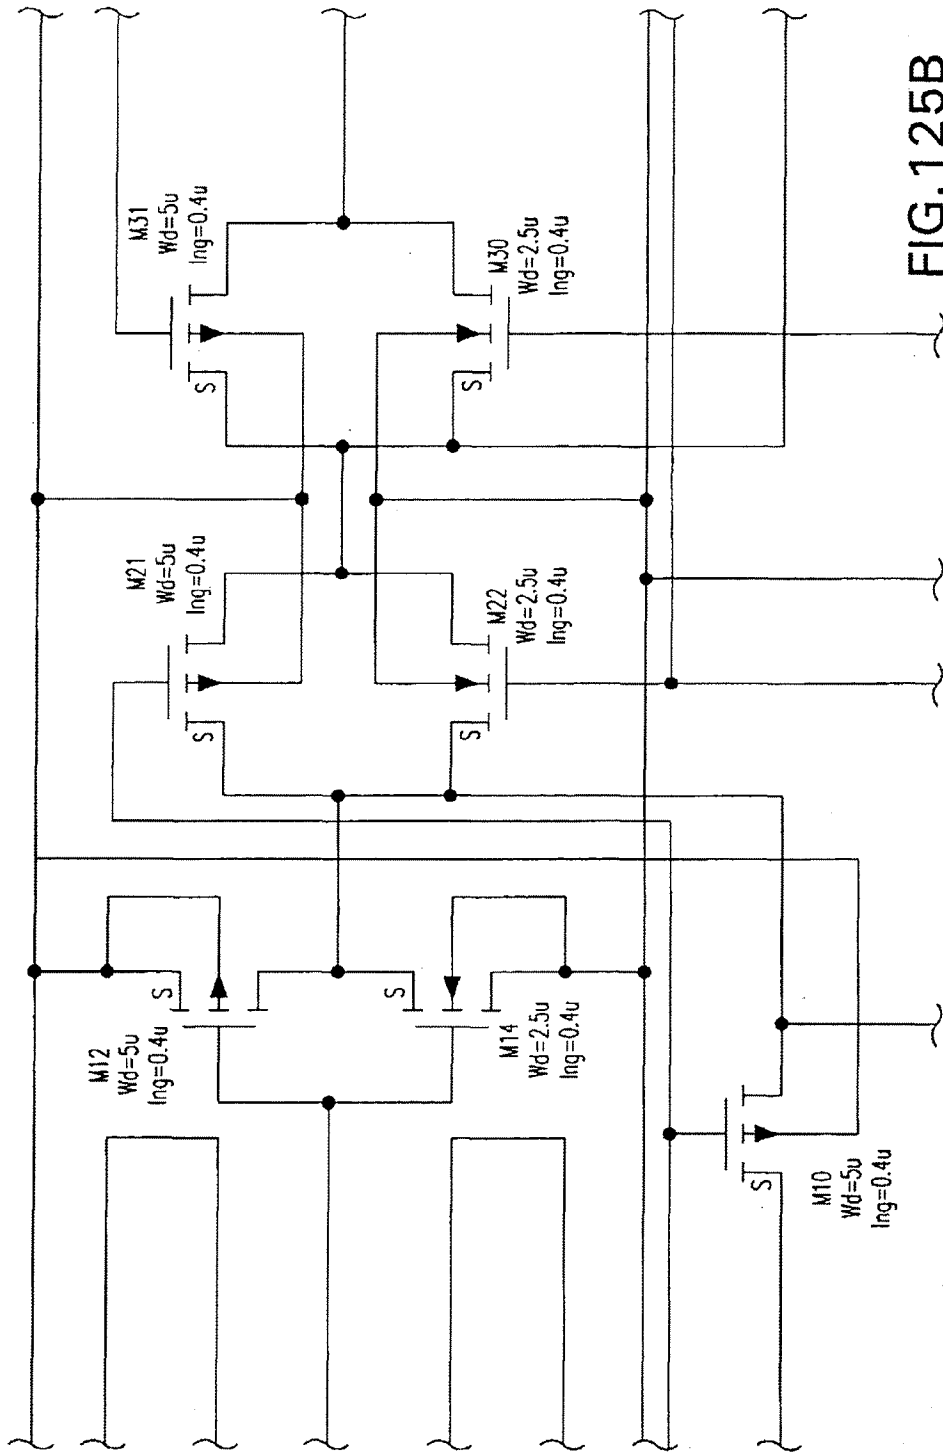 M12
Wd=5u
lng=0.4u
S
M14
Wd=2.5u
lng=0.4u
S
M10
Wd=5u
lng=0.4u
S
M21
Wd=5u
lng=0.4u
S
M22
Wd=2.5u
lng=0.4u
S
M31
Wd=5u
lng=0.4u
S
M30
Wd=2.5u
lng=0.4u
S
FIG.125B